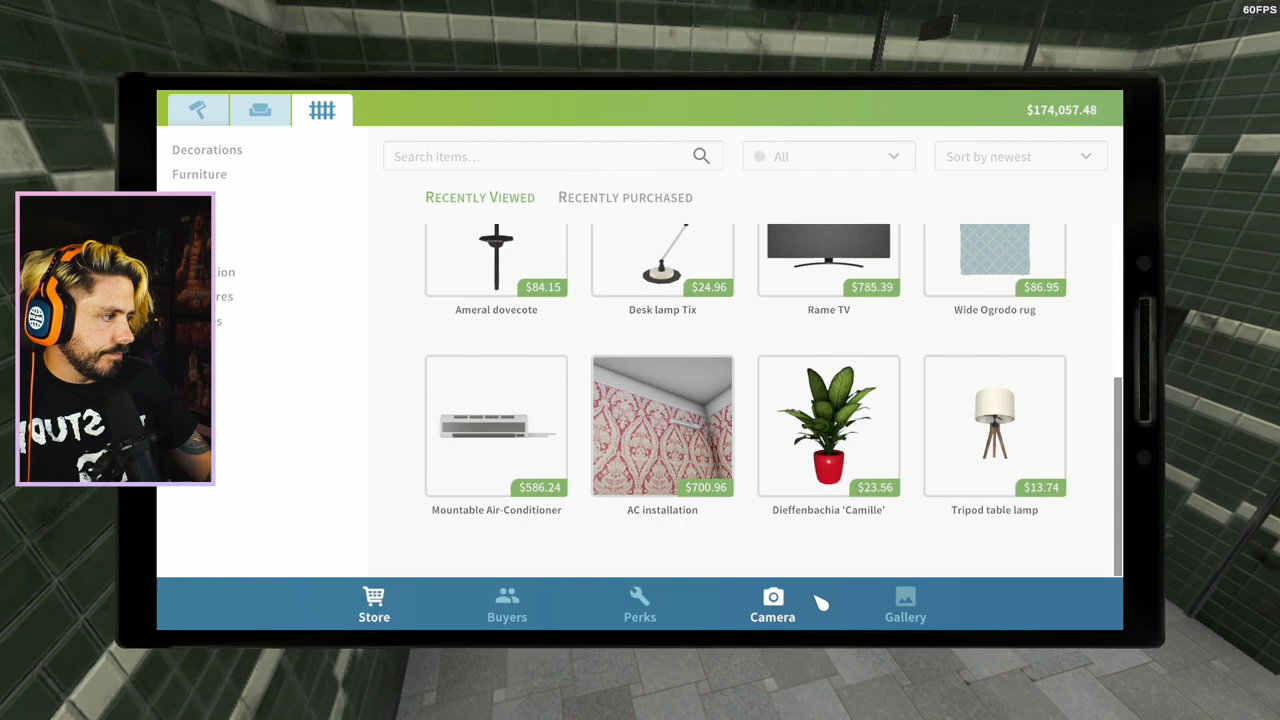 60FPS
$174,057.48
Decorations
Furniture
Search items...
All
Sort by newest
RECENTLY VIEWED
RECENTLY PURCHASED
$84.15
$24.96
$785.39
$86.95
Ameral dovecote
Desk lamp Tix
Rame TV
Wide Ogrodo rug
$586.24
$700.96
$23.56
$13.74
Mountable Air-Conditioner
AC installation
Dieffenbachia 'Camille'
Tripod table lamp
Store
Buyers
Perks
Camera
Gallery